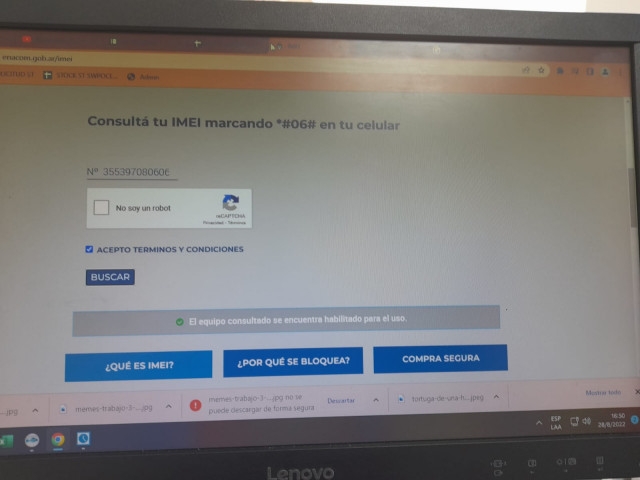 enacom.gob.ar/imei
Consultá tu IMEI marcando *#06# en tu celular
Nº 35539708060
No soy un robot
reCAPTCHA
Privacidad - Términos
ACEPTO TERMINOS Y CONDICIONES
BUSCAR
El equipo consultado se encuentra habilitado para el uso.
¿QUÉ ES IMEI?
¿POR QUÉ SE BLOQUEA?
COMPRA SEGURA
...jpg
memes-trabajo-3-....jpg
memes-trabajo-3-....jpg no se
puede descargar de forma segura
Descartar
tortuga-de-una-h....jpeg
Mostrar todo
ESP
LAA
16:50
26/8/2022
Lenovo